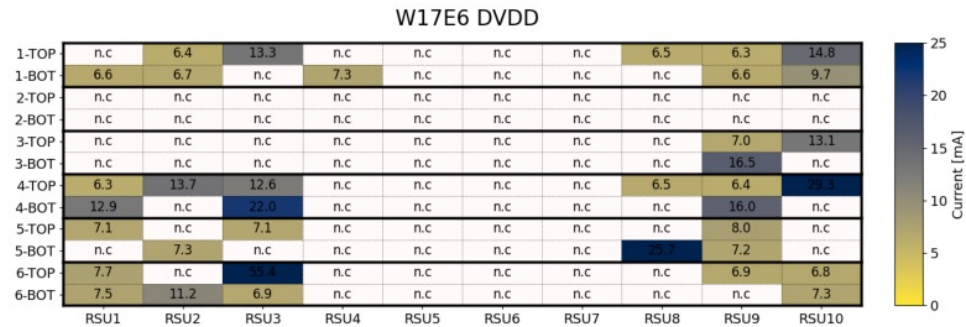 W17E6 DVDD
1-TOP n.c 6.4 13.3 n.c n.c n.c n.c 6.5 6.3 14.8
1-BOT 6.6 6.7 n.c 7.3 n.c n.c n.c n.c 6.6 9.7
2-TOP n.c n.c n.c n.c n.c n.c n.c n.c n.c n.c
2-BOT n.c n.c n.c n.c n.c n.c n.c n.c n.c n.c
3-TOP n.c n.c n.c n.c n.c n.c n.c n.c 7.0 13.1
3-BOT n.c n.c n.c n.c n.c n.c n.c n.c 16.5 n.c
4-TOP 6.3 13.7 12.6 n.c n.c n.c n.c 6.5 6.4 29.3
4-BOT 12.9 n.c 22.0 n.c n.c n.c n.c n.c 16.0 n.c
5-TOP 7.1 n.c 7.1 n.c n.c n.c n.c n.c 8.0 n.c
5-BOT n.c 7.3 n.c n.c n.c n.c n.c 25.7 7.2 n.c
6-TOP 7.7 n.c 55.4 n.c n.c n.c n.c n.c 6.9 6.8
6-BOT 7.5 11.2 6.9 n.c n.c n.c n.c n.c n.c 7.3
RSU1 RSU2 RSU3 RSU4 RSU5 RSU6 RSU7 RSU8 RSU9 RSU10
25
20
15
10
5
0
Current [mA]